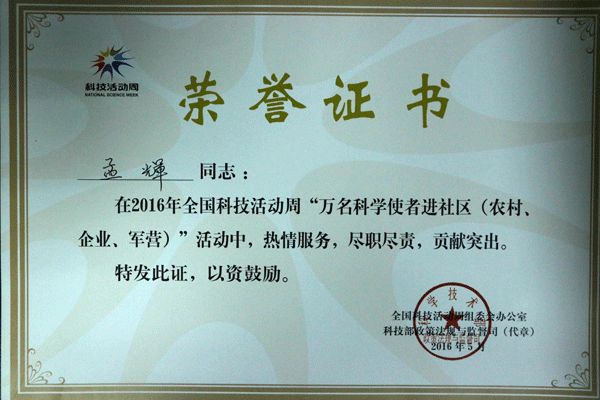 科技活动周
NATIONAL SCIENCE WEEK
荣誉证书
孟辉 同志：
在2016年全国科技活动周“万名科学使者进社区（农村、
企业、军营）”活动中，热情服务，尽职尽责，贡献突出。
特发此证，以资鼓励。
全国科技活动周组委会办公室
科技部政策法规与监督司（代章）
2016年5月